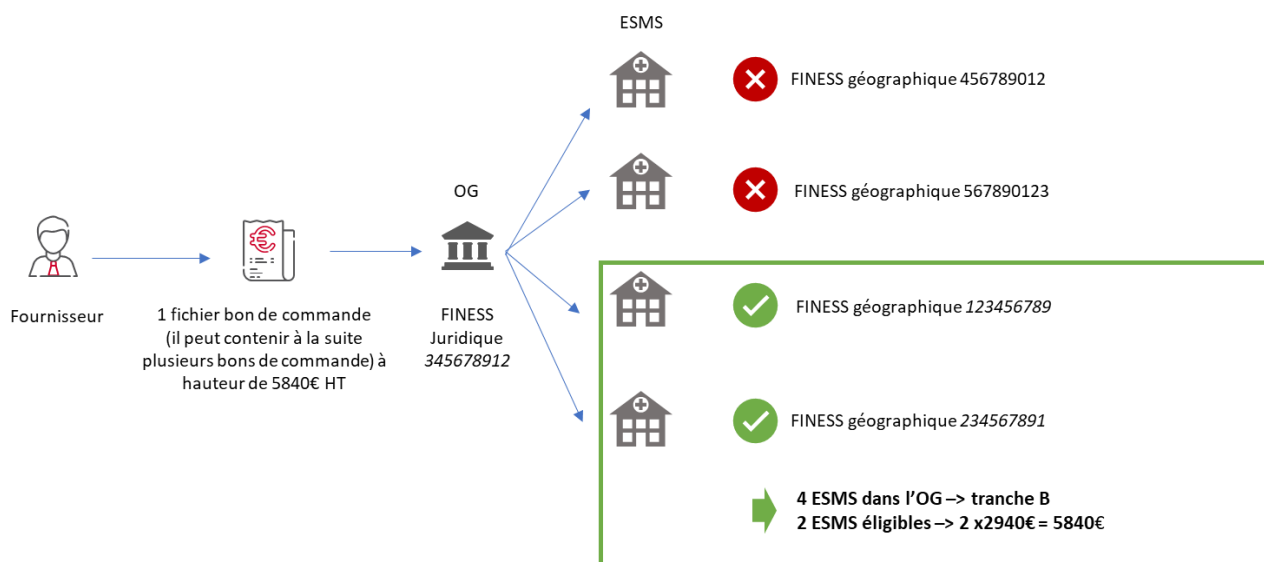 ESMS
FINESS géographique 456789012
OG
FINESS géographique 567890123
Fournisseur
1 fichier bon de commande
(il peut contenir à la suite
plusieurs bons de commande) à
hauteur de 5840€ HT
FINESS
Juridique
345678912
FINESS géographique 123456789
FINESS géographique 234567891
4 ESMS dans l'OG –> tranche B
2 ESMS éligibles –> 2 x2940€ = 5840€